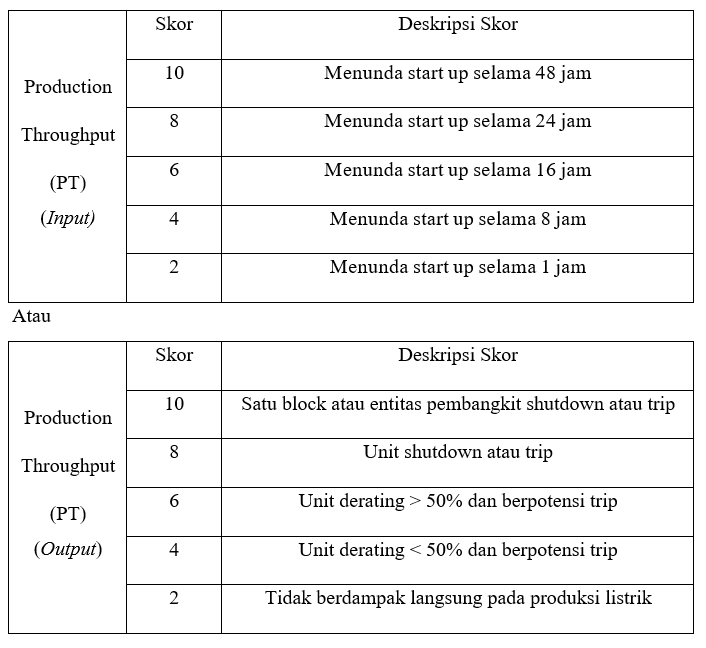 Skor Deskripsi Skor
Production
Throughput
(PT)
(Input)
10 Menunda start up selama 48 jam
8 Menunda start up selama 24 jam
6 Menunda start up selama 16 jam
4 Menunda start up selama 8 jam
2 Menunda start up selama 1 jam
Atau
Skor Deskripsi Skor
Production
Throughput
(PT)
(Output)
10 Satu block atau entitas pembangkit shutdown atau trip
8 Unit shutdown atau trip
6 Unit derating > 50% dan berpotensi trip
4 Unit derating < 50% dan berpotensi trip
2 Tidak berdampak langsung pada produksi listrik